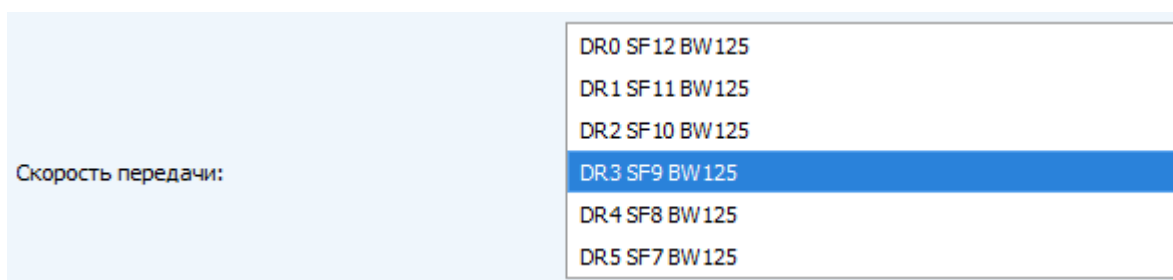 DR0 SF12 BW125
DR1 SF11 BW125
DR2 SF10 BW125
Скорость передачи:
DR3 SF9 BW125
DR4 SF8 BW125
DR5 SF7 BW125